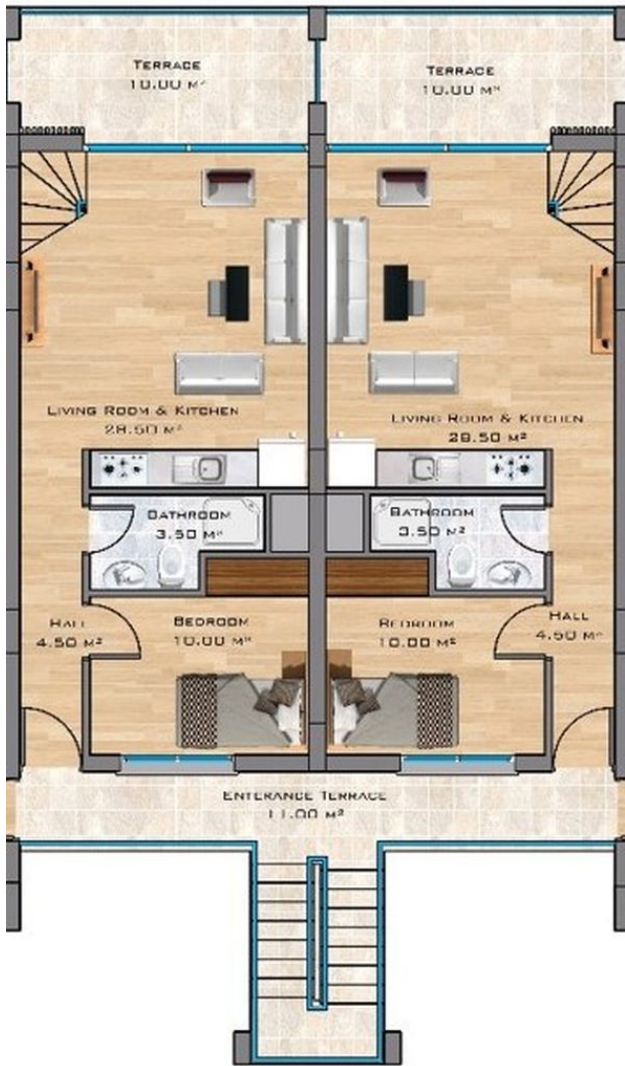 TERRACE
10.00 M²
TERRACE
10.00 M²
LIVING ROOM & KITCHEN
28.50 M²
LIVING ROOM & KITCHEN
28.50 M²
BATHROOM
3.50 M²
BATHROOM
3.50 M²
HALL
4.50 M²
BEDROOM
10.00 M²
BEDROOM
10.00 M²
HALL
4.50 M²
ENTERANCE TERRACE
11.00 M²